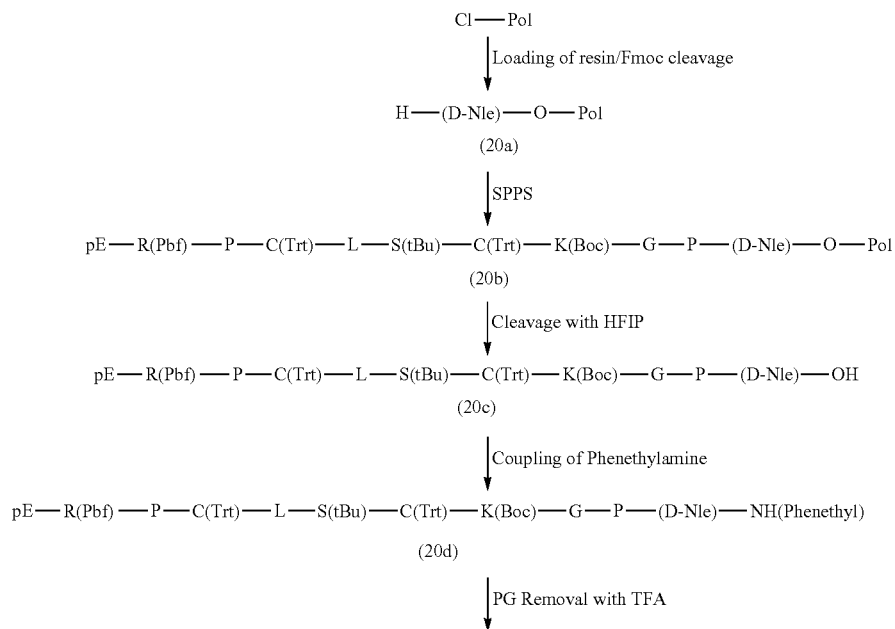 Cl—Pol
Loading of resin/Fmoc cleavage
H—(D-Nle)—O—Pol
(20a)
SPPS
pE—R(Pbf)—P—C(Trt)—L—S(tBu)—C(Trt)—K(Boc)—G—P—(D-Nle)—O—Pol
(20b)
Cleavage with HFIP
pE—R(Pbf)—P—C(Trt)—L—S(tBu)—C(Trt)—K(Boc)—G—P—(D-Nle)—OH
(20c)
Coupling of Phenethylamine
pE—R(Pbf)—P—C(Trt)—L—S(tBu)—C(Trt)—K(Boc)—G—P—(D-Nle)—NH(Phenethyl)
(20d)
PG Removal with TFA